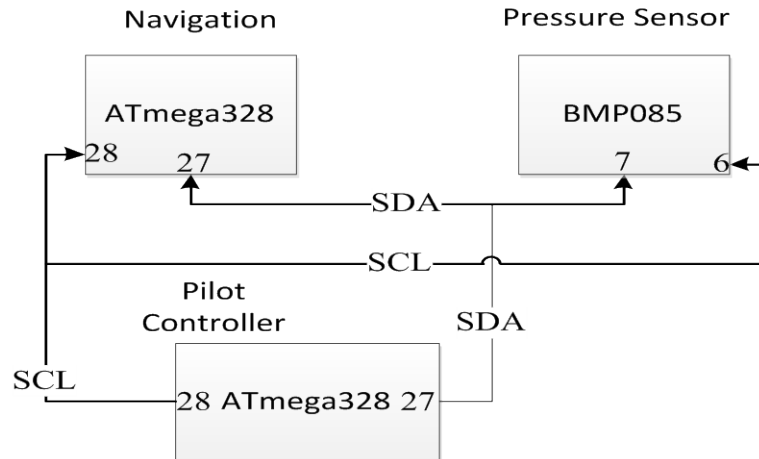 Navigation
Pressure Sensor
ATmega328
BMP085
28
27
7
6
SDA
SCL
Pilot
Controller
SDA
SCL
28 ATmega328 27